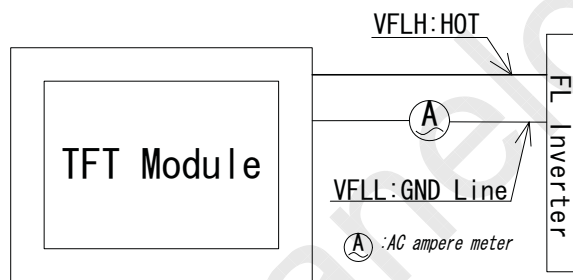 VFLH:HOT
TFT Module
A
FL Inverter
VFLL:GND Line
A :AC ampere meter